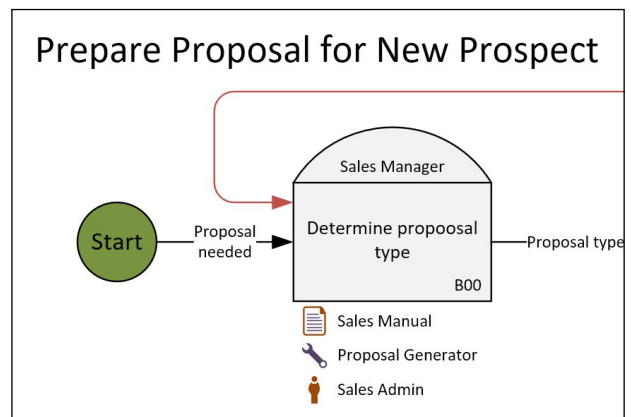 Prepare Proposal for New Prospect
Sales Manager
Start
Proposal
needed
Determine propoosal
type
Proposal type
B00
Sales Manual
Proposal Generator
Sales Admin